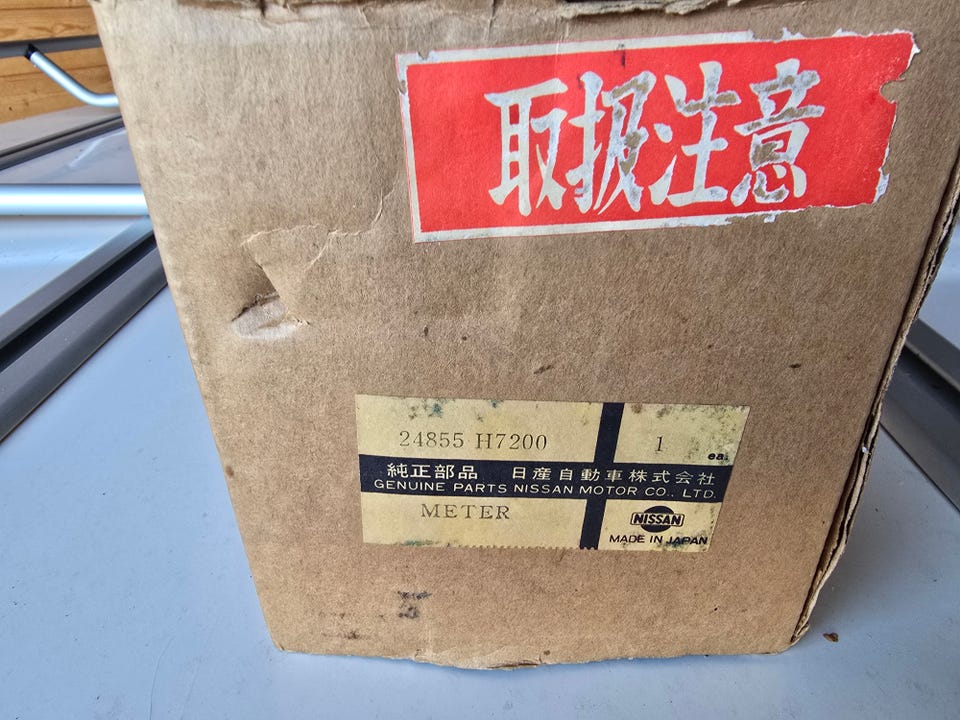 取扱注意
24855 H7200 1 ea.
純正部品 日産自動車株式会社
GENUINE PARTS NISSAN MOTOR CO., LTD.
METER
NISSAN
MADE IN JAPAN